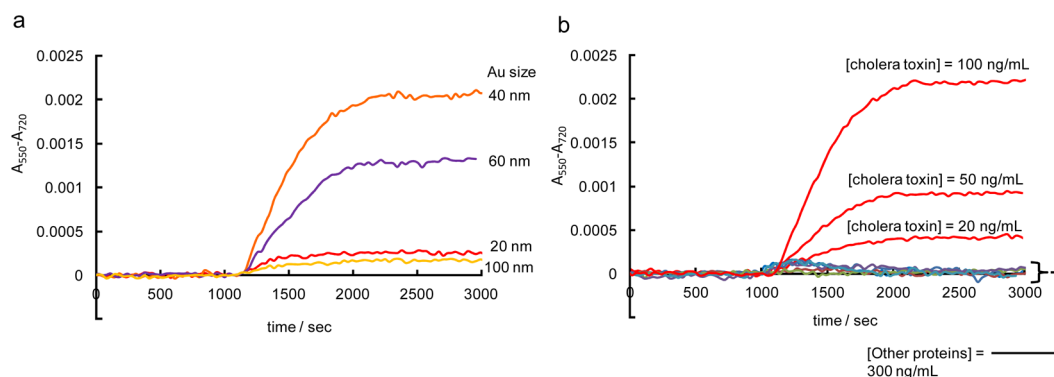 a
0.0025
0.002
0.0015
0.001
0.0005
0
A550-A720
0 500 1000 1500 2000 2500 3000
time / sec
Au size
40 nm
60 nm
20 nm
100 nm
b
0.0025
0.002
0.0015
0.001
0.0005
0
A550-A720
0 500 1000 1500 2000 2500 3000
time / sec
[cholera toxin] = 100 ng/mL
[cholera toxin] = 50 ng/mL
[cholera toxin] = 20 ng/mL
[Other proteins] =
300 ng/mL